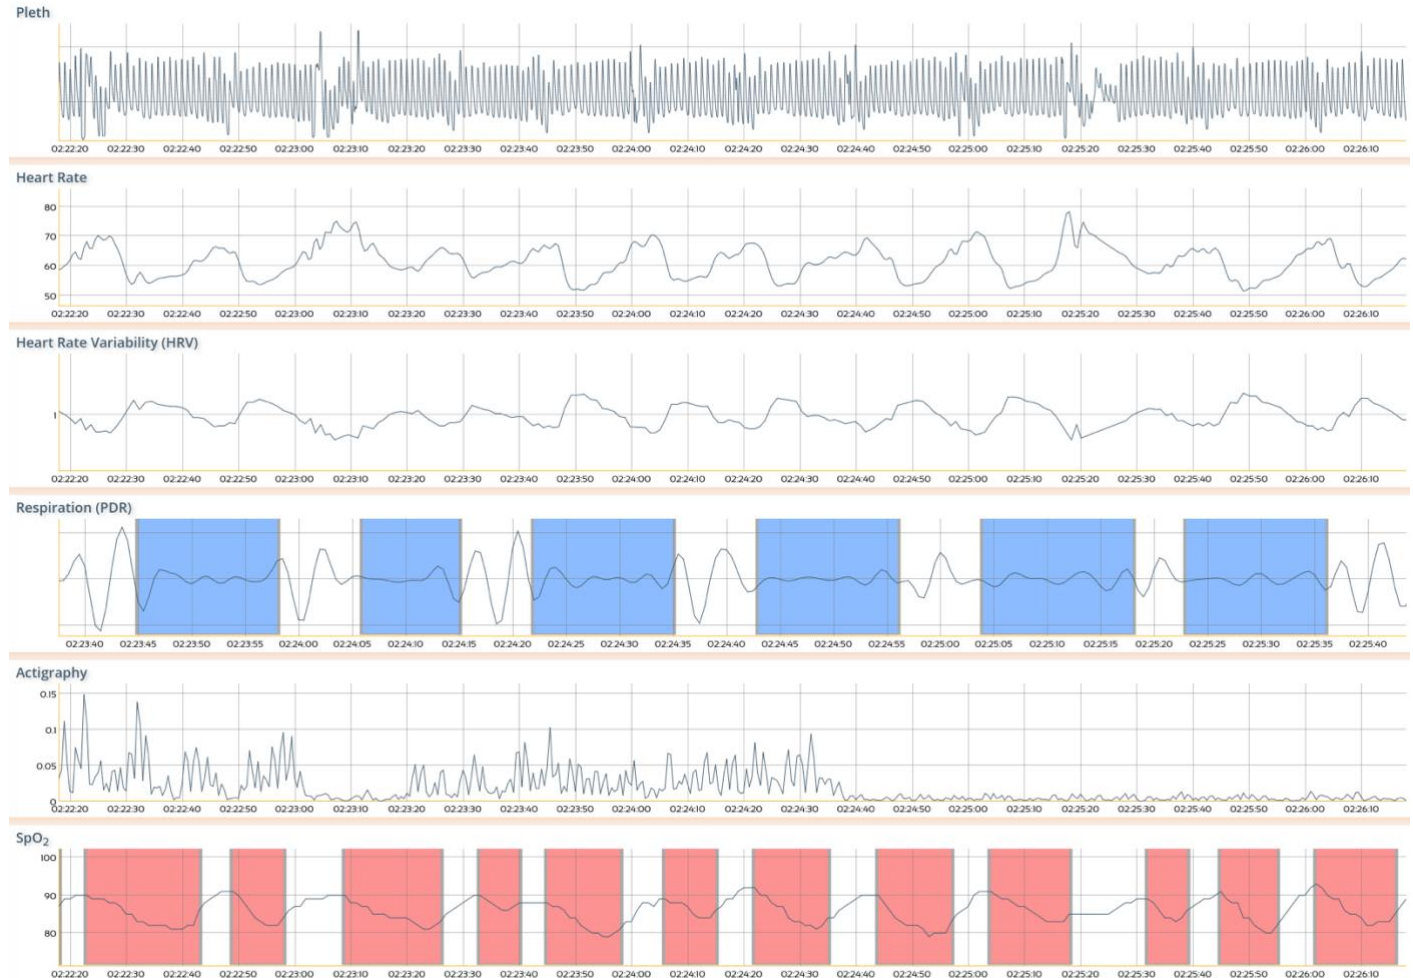 Pleth
02:22:20 02:22:30 02:22:40 02:22:50 02:23:00 02:23:10 02:23:20 02:23:30 02:23:40 02:23:50 02:24:00 02:24:10 02:24:20 02:24:30 02:24:40 02:24:50 02:25:00 02:25:10 02:25:20 02:25:30 02:25:40 02:25:50 02:26:00 02:26:10
Heart Rate
80
70
60
50
02:22:20 02:22:30 02:22:40 02:22:50 02:23:00 02:23:10 02:23:20 02:23:30 02:23:40 02:23:50 02:24:00 02:24:10 02:24:20 02:24:30 02:24:40 02:24:50 02:25:00 02:25:10 02:25:20 02:25:30 02:25:40 02:25:50 02:26:00 02:26:10
Heart Rate Variability (HRV)
1
02:22:20 02:22:30 02:22:40 02:22:50 02:23:00 02:23:10 02:23:20 02:23:30 02:23:40 02:23:50 02:24:00 02:24:10 02:24:20 02:24:30 02:24:40 02:24:50 02:25:00 02:25:10 02:25:20 02:25:30 02:25:40 02:25:50 02:26:00 02:26:10
Respiration (PDR)
02:23:40 02:23:45 02:23:50 02:23:55 02:24:00 02:24:05 02:24:10 02:24:15 02:24:20 02:24:25 02:24:30 02:24:35 02:24:40 02:24:45 02:24:50 02:24:55 02:25:00 02:25:05 02:25:10 02:25:15 02:25:20 02:25:25 02:25:30 02:25:35 02:25:40
Actigraphy
0.15
0.1
0.05
0
02:22:20 02:22:30 02:22:40 02:22:50 02:23:00 02:23:10 02:23:20 02:23:30 02:23:40 02:23:50 02:24:00 02:24:10 02:24:20 02:24:30 02:24:40 02:24:50 02:25:00 02:25:10 02:25:20 02:25:30 02:25:40 02:25:50 02:26:00 02:26:10
SpO₂
100
90
80
02:22:20 02:22:30 02:22:40 02:22:50 02:23:00 02:23:10 02:23:20 02:23:30 02:23:40 02:23:50 02:24:00 02:24:10 02:24:20 02:24:30 02:24:40 02:24:50 02:25:00 02:25:10 02:25:20 02:25:30 02:25:40 02:25:50 02:26:00 02:26:10